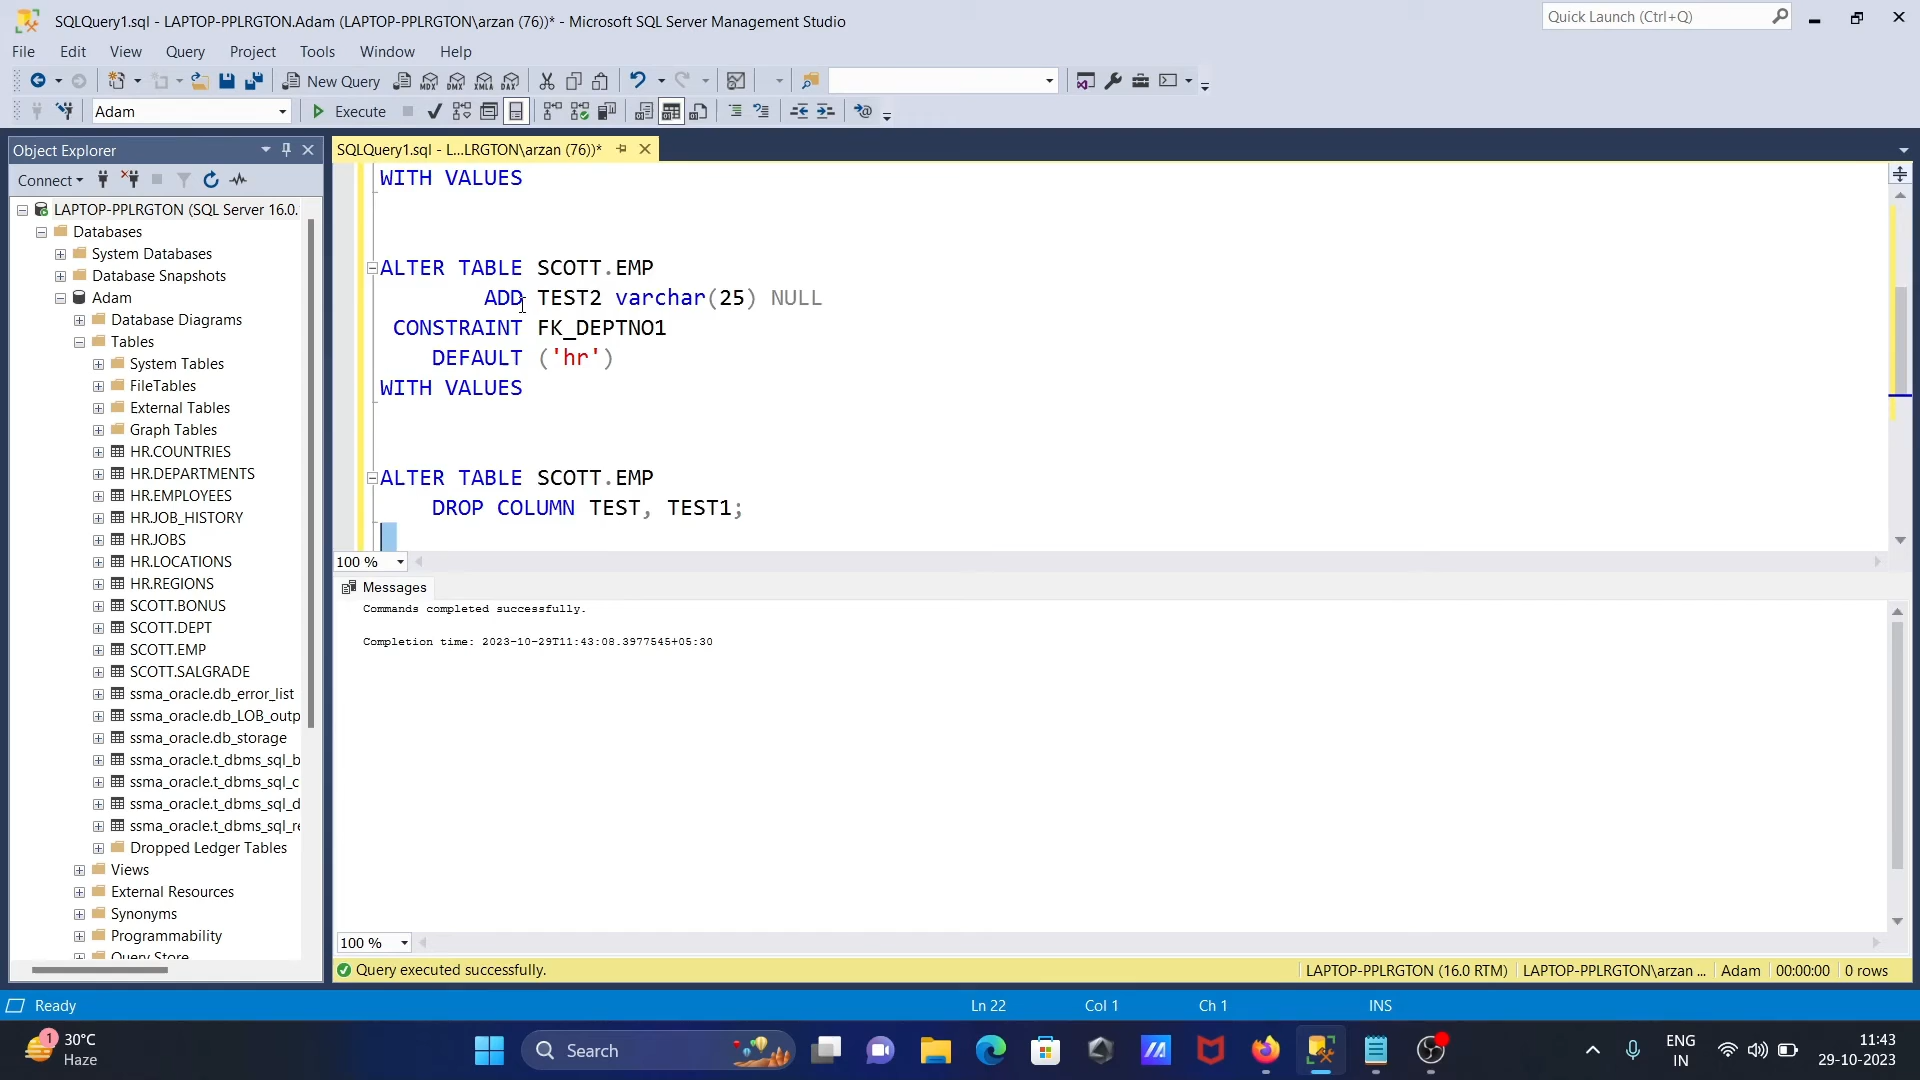 SQLQuery1.sql - LAPTOP-PPLRGTON.Adam (LAPTOP-PPLRGTON\arzan (76))* - Microsoft SQL Server Management Studio
Quick Launch (Ctrl+Q)
File Edit View Query Project Tools Window Help
New Query
MDX DMX XMLA DAX
Adam
Execute
Object Explorer
SQLQuery1.sql - L...LRGTON\arzan (76))*
Connect
LAPTOP-PPLRGTON (SQL Server 16.0.
Databases
System Databases
Database Snapshots
Adam
Database Diagrams
Tables
System Tables
FileTables
External Tables
Graph Tables
HR.COUNTRIES
HR.DEPARTMENTS
HR.EMPLOYEES
HR.JOB_HISTORY
HR.JOBS
HR.LOCATIONS
HR.REGIONS
SCOTT.BONUS
SCOTT.DEPT
SCOTT.EMP
SCOTT.SALGRADE
ssma_oracle.db_error_list
ssma_oracle.db_LOB_outp
ssma_oracle.db_storage
ssma_oracle.t_dbms_sql_b
ssma_oracle.t_dbms_sql_c
ssma_oracle.t_dbms_sql_d
ssma_oracle.t_dbms_sql_re
Dropped Ledger Tables
Views
External Resources
Synonyms
Programmability
Query Store
WITH VALUES
ALTER TABLE SCOTT.EMP
ADD TEST2 varchar(25) NULL
CONSTRAINT FK_DEPTNO1
DEFAULT ('hr')
WITH VALUES
ALTER TABLE SCOTT.EMP
DROP COLUMN TEST, TEST1;
100 %
Messages
Commands completed successfully.
Completion time: 2023-10-29T11:43:08.3977545+05:30
100 %
Query executed successfully.
LAPTOP-PPLRGTON (16.0 RTM) LAPTOP-PPLRGTON\arzan ... Adam 00:00:00 0 rows
Ready
Ln 22 Col 1 Ch 1 INS
1
30°C
Haze
Search
ENG
IN
11:43
29-10-2023